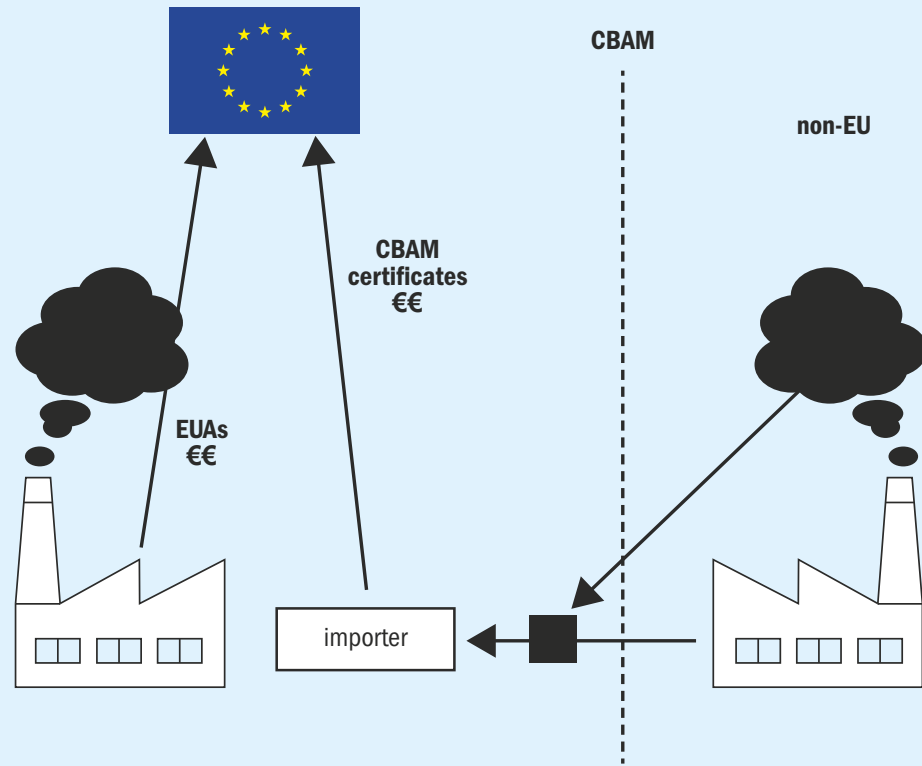 CBAM
non-EU
CBAM
certificates
€€
EUAs
€€
importer